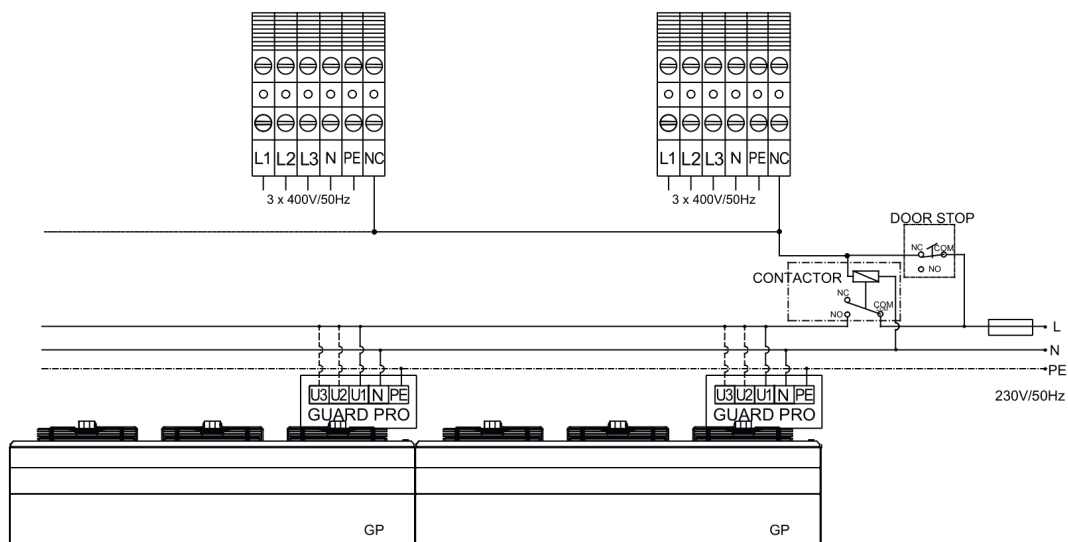 L1 L2 L3 N PE NC
3 x 400V/50Hz
L1 L2 L3 N PE NC
3 x 400V/50Hz
DOOR STOP
NC COM
NO
CONTACTOR
NC
COM
NO
L
N
PE
230V/50Hz
U3 U2 U1 N PE
GUARD PRO
U3 U2 U1 N PE
GUARD PRO
GP
GP